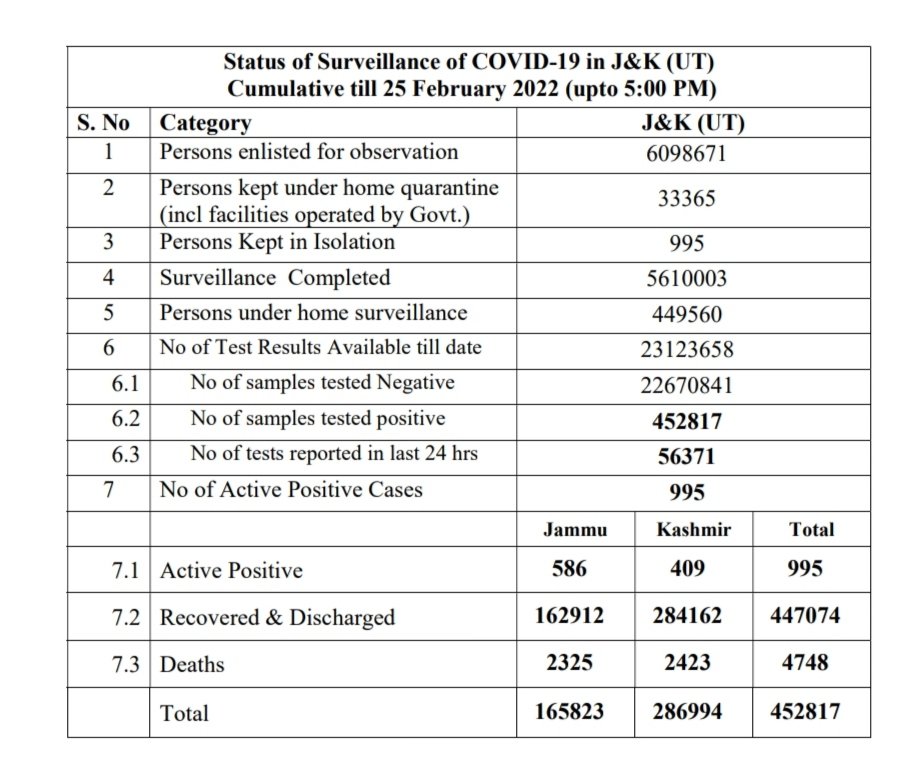 Status of Surveillance of COVID-19 in J&K (UT)
Cumulative till 25 February 2022 (upto 5:00 PM)
S. No Category J&K (UT)
1 Persons enlisted for observation 6098671
2 Persons kept under home quarantine
(incl facilities operated by Govt.) 33365
3 Persons Kept in Isolation 995
4 Surveillance Completed 5610003
5 Persons under home surveillance 449560
6 No of Test Results Available till date 23123658
6.1 No of samples tested Negative 22670841
6.2 No of samples tested positive 452817
6.3 No of tests reported in last 24 hrs 56371
7 No of Active Positive Cases 995
Jammu Kashmir Total
7.1 Active Positive 586 409 995
7.2 Recovered & Discharged 162912 284162 447074
7.3 Deaths 2325 2423 4748
Total 165823 286994 452817